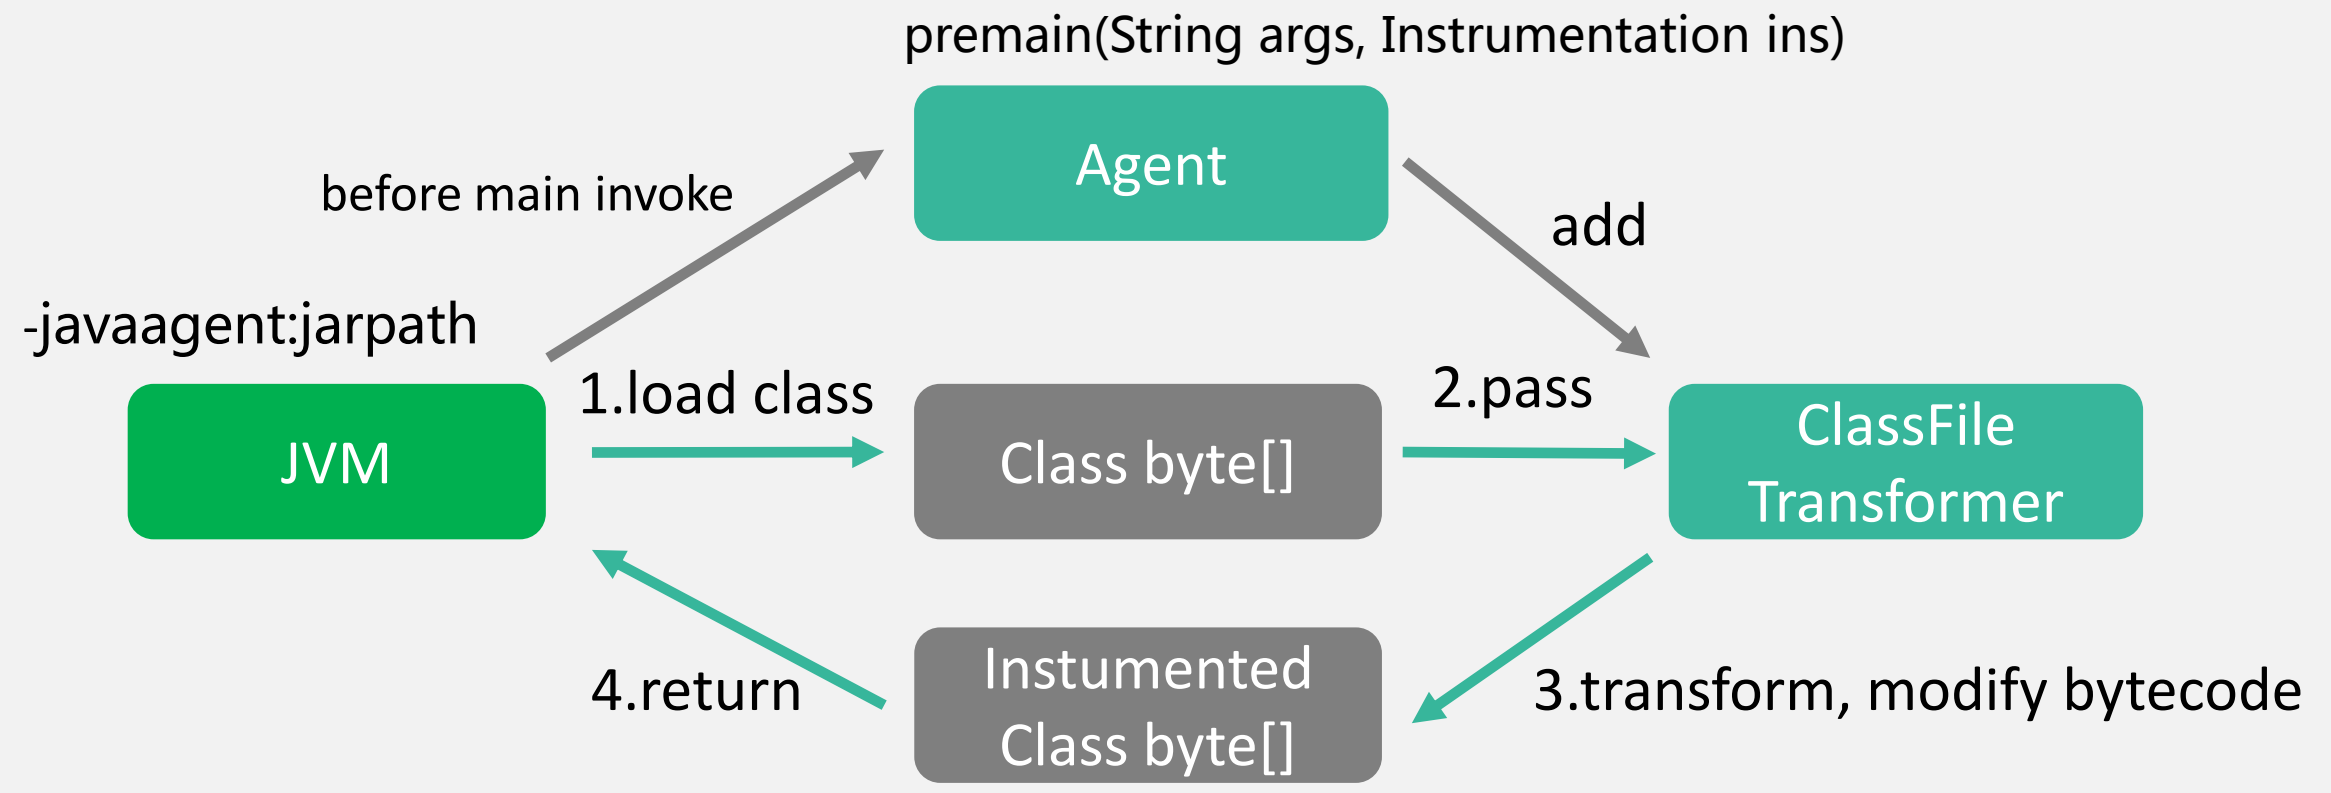 premain(String args, Instrumentation ins)
Agent
before main invoke
add
-javaagent:jarpath
1.load class
2.pass
JVM
Class byte[]
ClassFile
Transformer
4.return
Instumented
Class byte[]
3.transform, modify bytecode